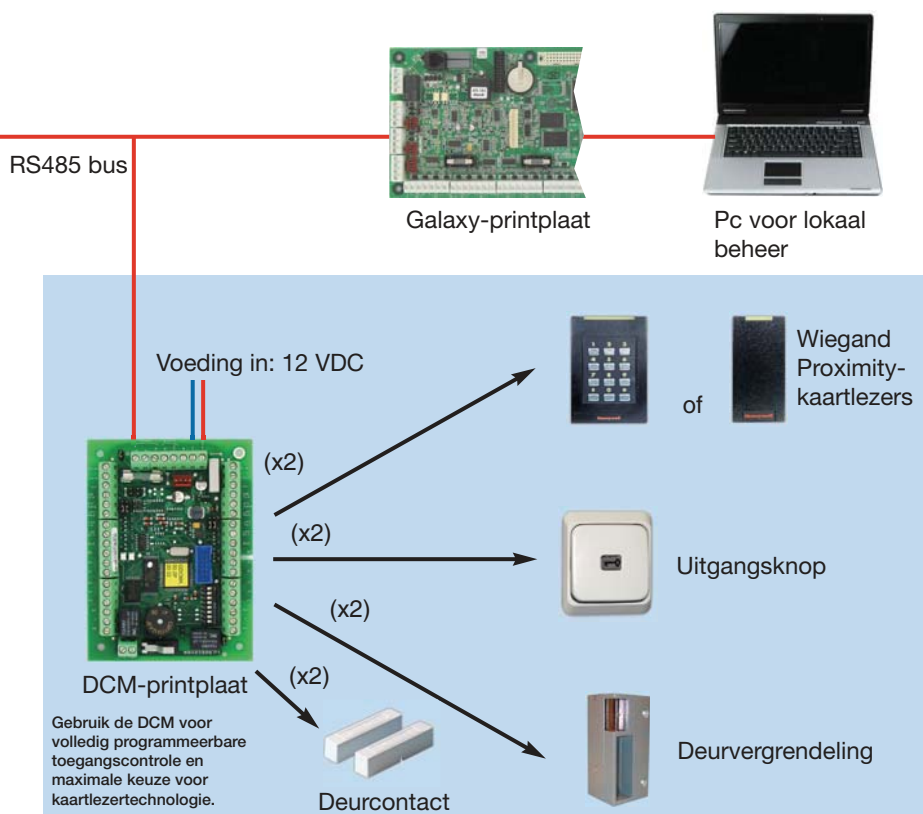 RS485 bus
Galaxy-printplaat
Pc voor lokaal
beheer
Voeding in: 12 VDC
Wiegand
Proximity-
kaartlezers
of
(x2)
(x2)
Uitgangsknop
(x2)
(x2)
DCM-printplaat
Gebruik de DCM voor
volledig programmeerbare
toegangscontrole en
maximale keuze voor
kaartlezertechnologie.
Deurcontact
Deurvergrendeling